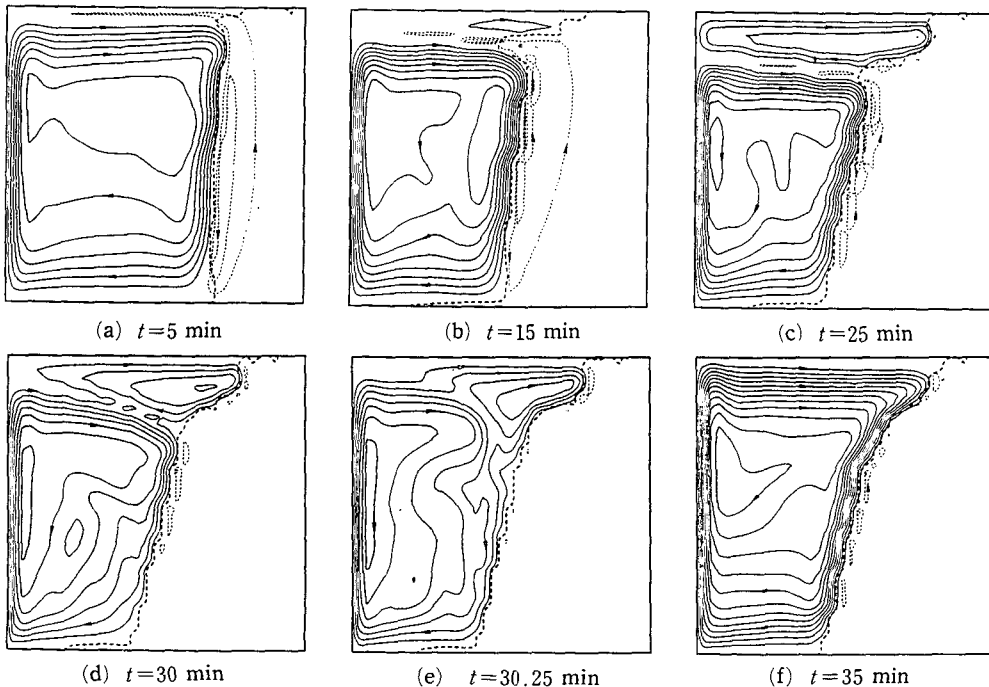 (a) t=5 min
(b) t=15 min
(c) t=25 min
(d) t=30 min
(e) t=30.25 min
(f) t=35 min